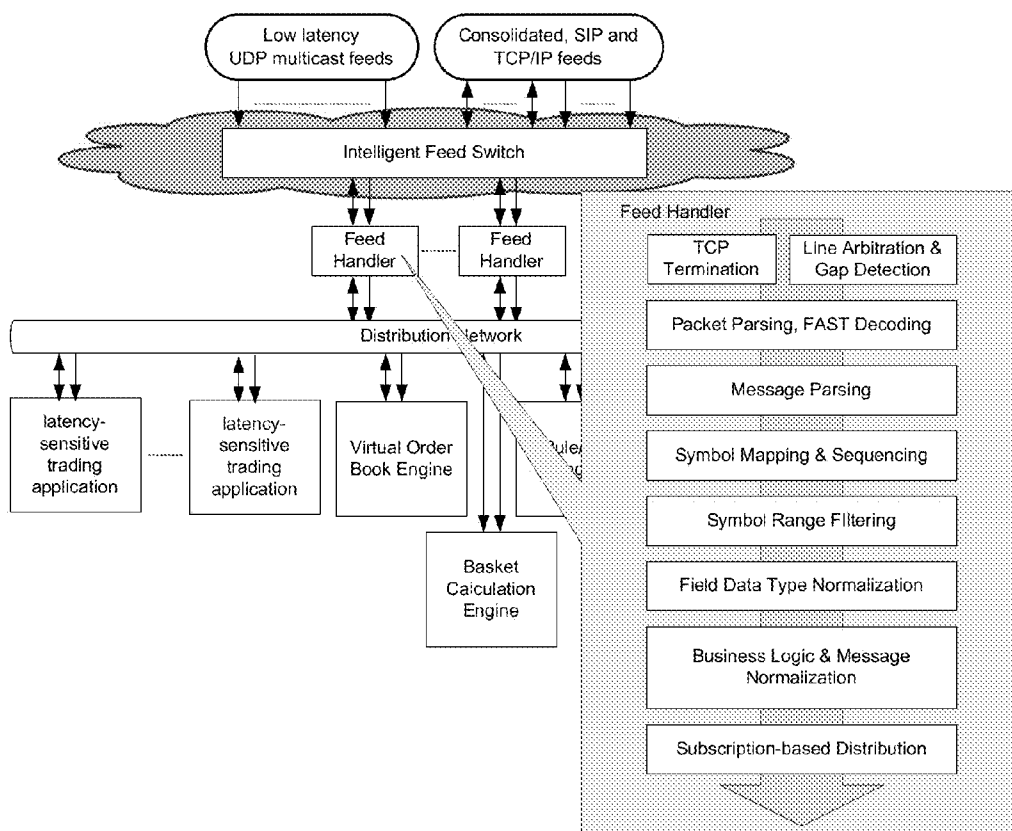 Low latency
UDP multicast feeds
Consolidated, SIP and
TCP/IP feeds
Intelligent Feed Switch
Feed
Handler
Feed
Handler
Distribution Network
latency-
sensitive
trading
application
latency-
sensitive
trading
application
Virtual Order
Book Engine
Basket
Calculation
Engine
Feed Handler
TCP
Termination
Line Arbitration &
Gap Detection
Packet Parsing, FAST Decoding
Message Parsing
Symbol Mapping & Sequencing
Symbol Range FIltering
Field Data Type Normalization
Business Logic & Message
Normalization
Subscription-based Distribution